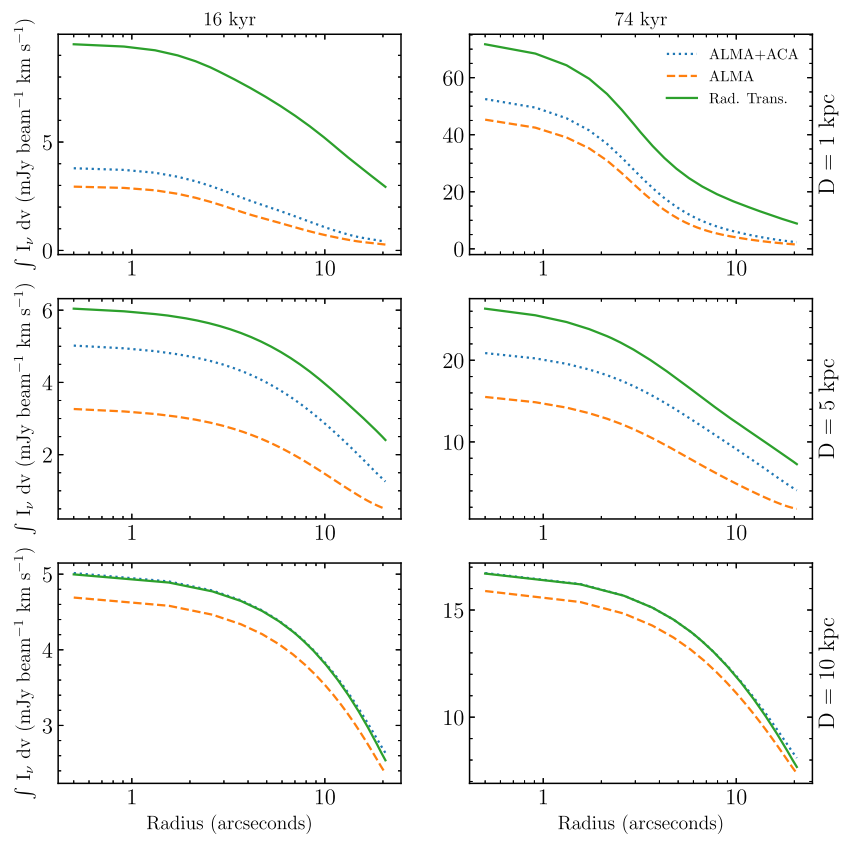 16 kyr
74 kyr
∫ I_ν dv (mJy beam⁻¹ km s⁻¹)
5
0
1
10
60
40
20
0
1
10
ALMA+ACA
ALMA
Rad. Trans.
D = 1 kpc
∫ I_ν dv (mJy beam⁻¹ km s⁻¹)
6
4
2
1
10
20
10
1
10
D = 5 kpc
∫ I_ν dv (mJy beam⁻¹ km s⁻¹)
5
4
3
1
10
Radius (arcseconds)
15
10
1
10
Radius (arcseconds)
D = 10 kpc